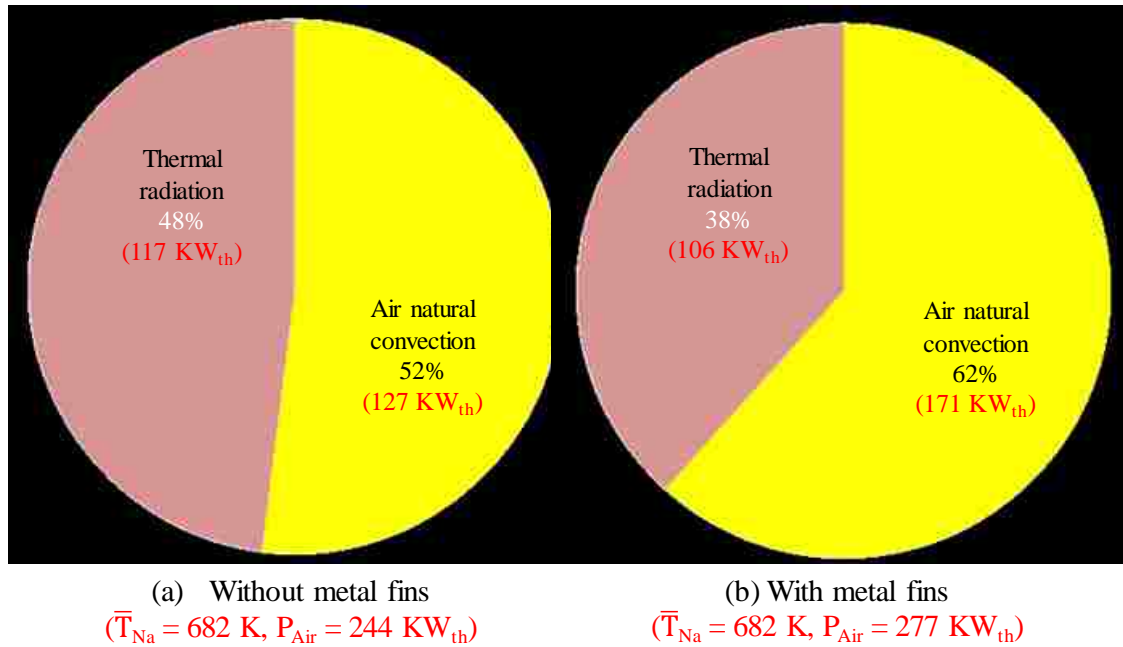 Thermal
radiation
48%
(117 KWth)
Air natural
convection
52%
(127 KWth)
Thermal
radiation
38%
(106 KWth)
Air natural
convection
62%
(171 KWth)
(a) Without metal fins
(T̅Na = 682 K, PAir = 244 KWth)
(b) With metal fins
(T̅Na = 682 K, PAir = 277 KWth)